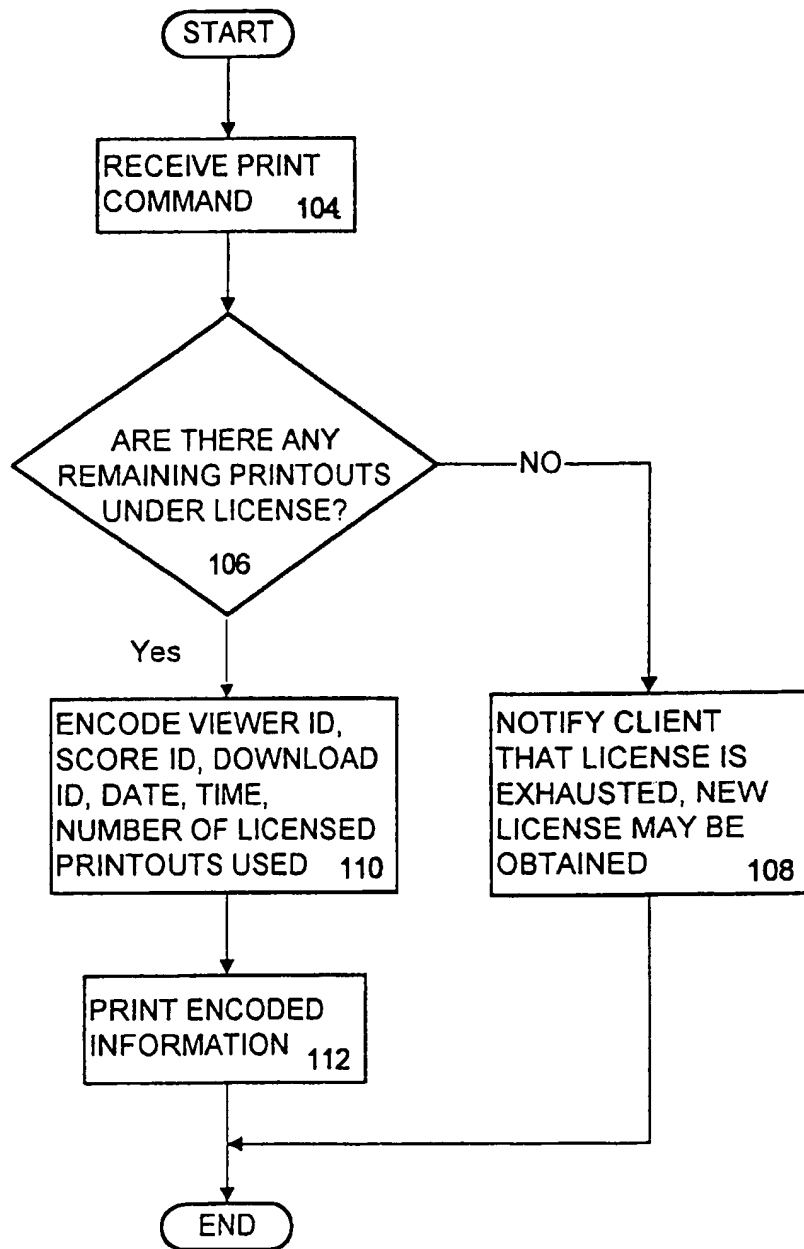 START
RECEIVE PRINT
COMMAND 104
ARE THERE ANY
REMAINING PRINTOUTS
UNDER LICENSE?
106
NO
Yes
ENCODE VIEWER ID,
SCORE ID, DOWNLOAD
ID, DATE, TIME,
NUMBER OF LICENSED
PRINTOUTS USED 110
NOTIFY CLIENT
THAT LICENSE IS
EXHAUSTED, NEW
LICENSE MAY BE
OBTAINED 108
PRINT ENCODED
INFORMATION 112
END